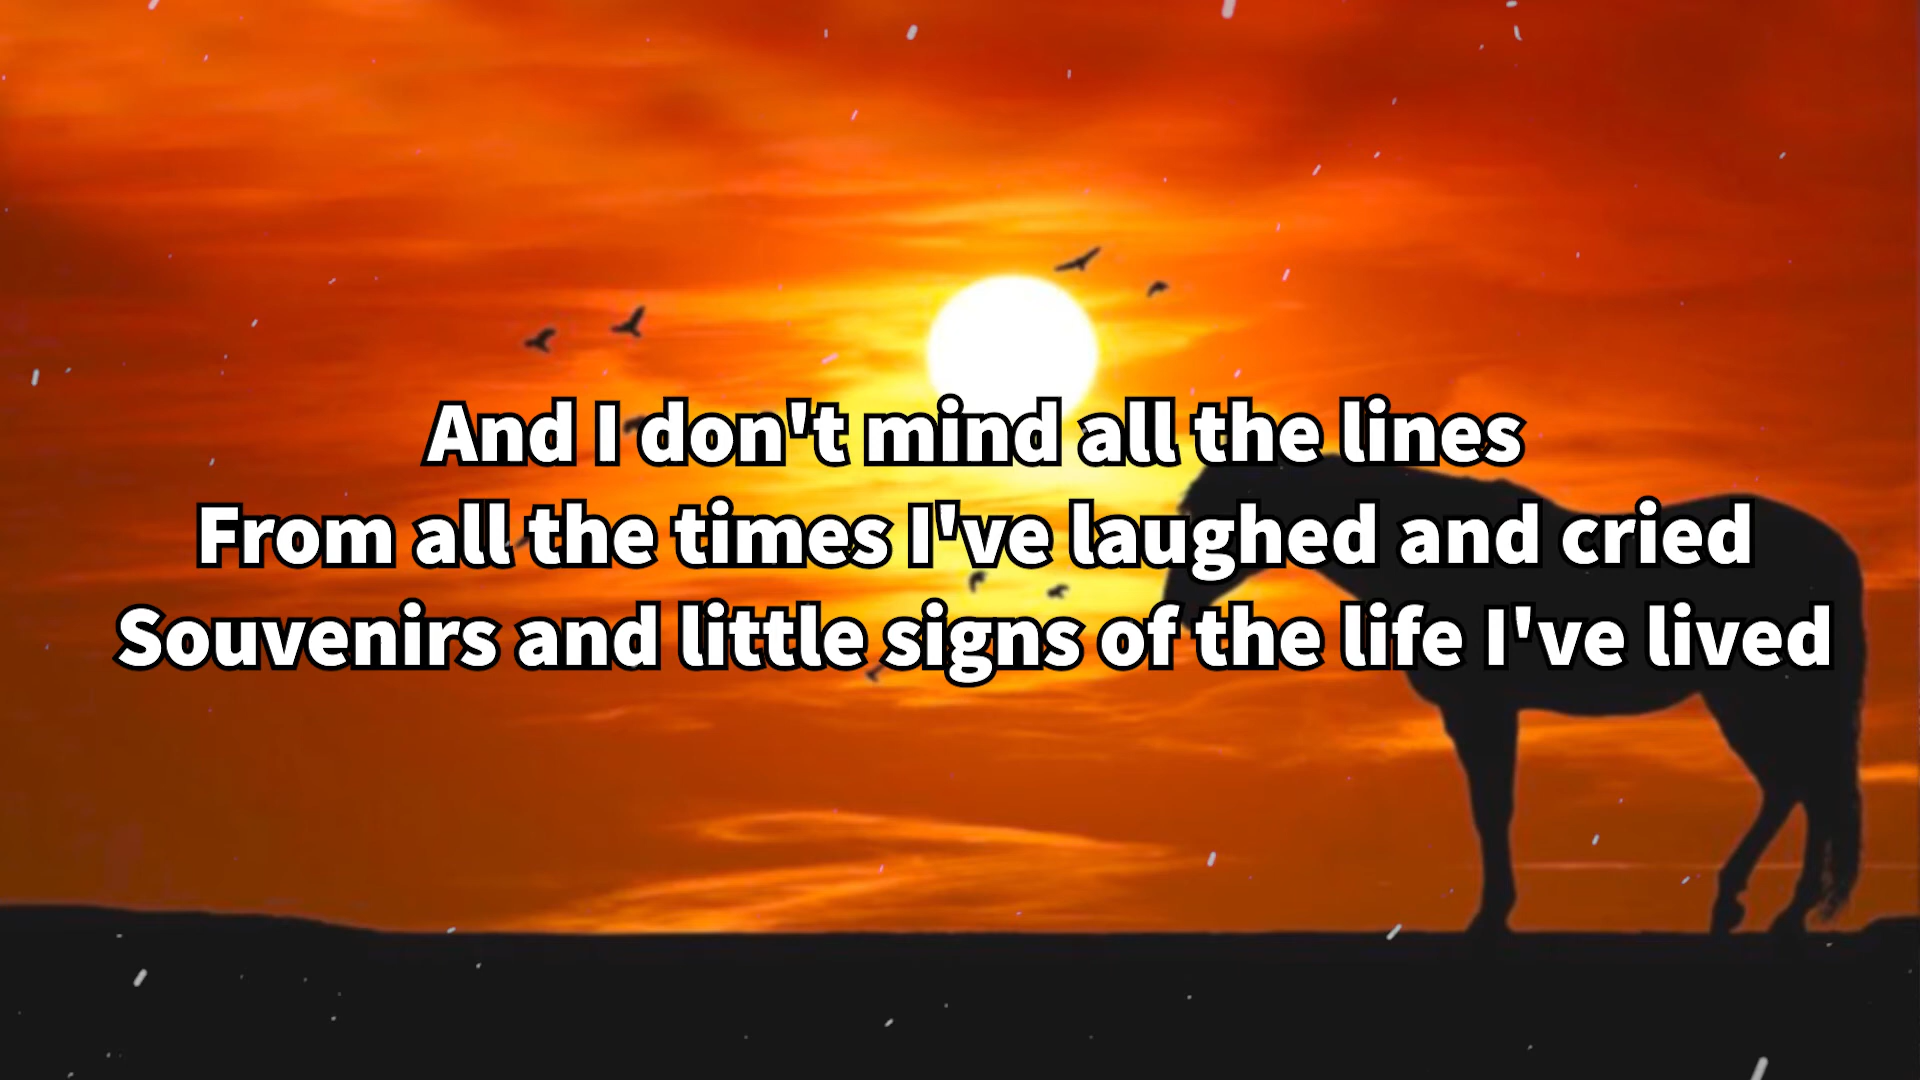 And I don't mind all the lines
From all the times I've laughed and cried
Souvenirs and little signs of the life I've lived